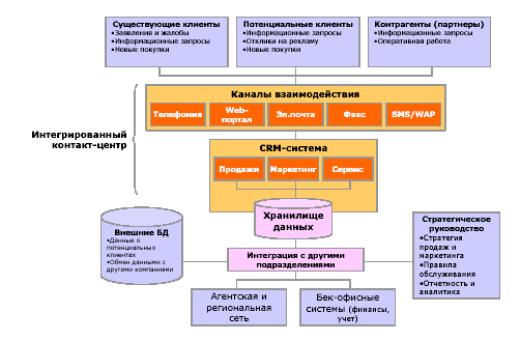 Существующие клиенты
•Заявления и жалобы
•Информационные запросы
•Новые покупки
Потенциальные клиенты
•Информационные запросы
•Отклики на рекламу
•Новые покупки
Контрагенты (партнеры)
•Информационные запросы
•Оперативная работа
Каналы взаимодействия
Телефония
Web-
портал
Эл.почта
Факс
SMS/WAP
Интегрированный
контакт-центр
CRM-система
Продажи
Маркетинг
Сервис
Хранилище
данных
Внешние БД
•Данные о
потенциальных
клиентах
•Обмен данными с
другими компаниями
Интеграция с другими
подразделениями
Стратегическое
руководство
•Стратегия
продаж и
маркетинга
•Правила
обслуживания
•Отчетность и
аналитика
Агентская и
региональная
сеть
Бек-офисные
системы (финансы,
учет)